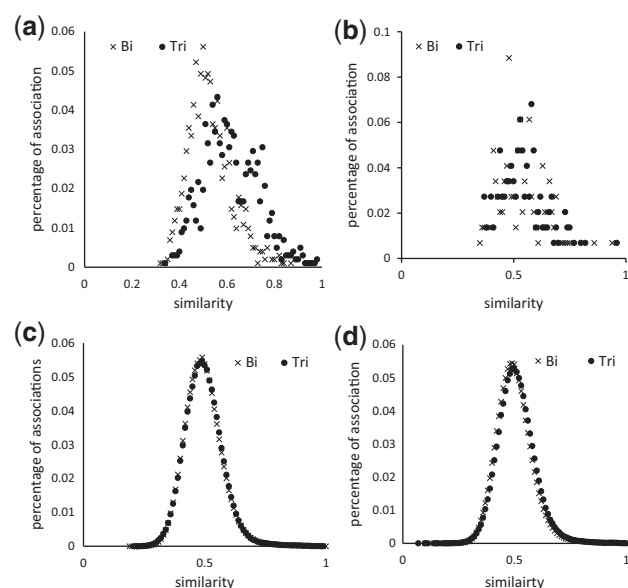 (a)
× Bi ● Tri
percentage of association
0.06
0.05
0.04
0.03
0.02
0.01
0
0 0.2 0.4 0.6 0.8 1
similarity
(b)
× Bi ● Tri
percentage of association
0.1
0.08
0.06
0.04
0.02
0
0 0.5 1
similarity
(c)
× Bi ● Tri
percentage of associations
0.06
0.05
0.04
0.03
0.02
0.01
0
0 0.5 1
similarity
(d)
× Bi ● Tri
percentage of association
0.06
0.05
0.04
0.03
0.02
0.01
0
0 0.5 1
similairty